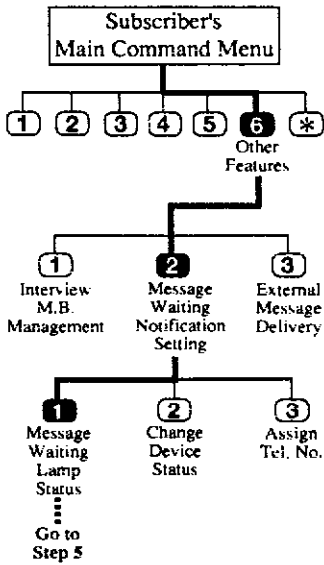 Subscriber's
Main Command Menu
1 2 3 4 5 6 *
Other
Features
1 2 3
Interview
M.B.
Management
Message
Waiting
Notification
Setting
External
Message
Delivery
1 2 3
Message
Waiting
Lamp
Status
Change
Device
Status
Assign
Tel. No.
Go to
Step 5